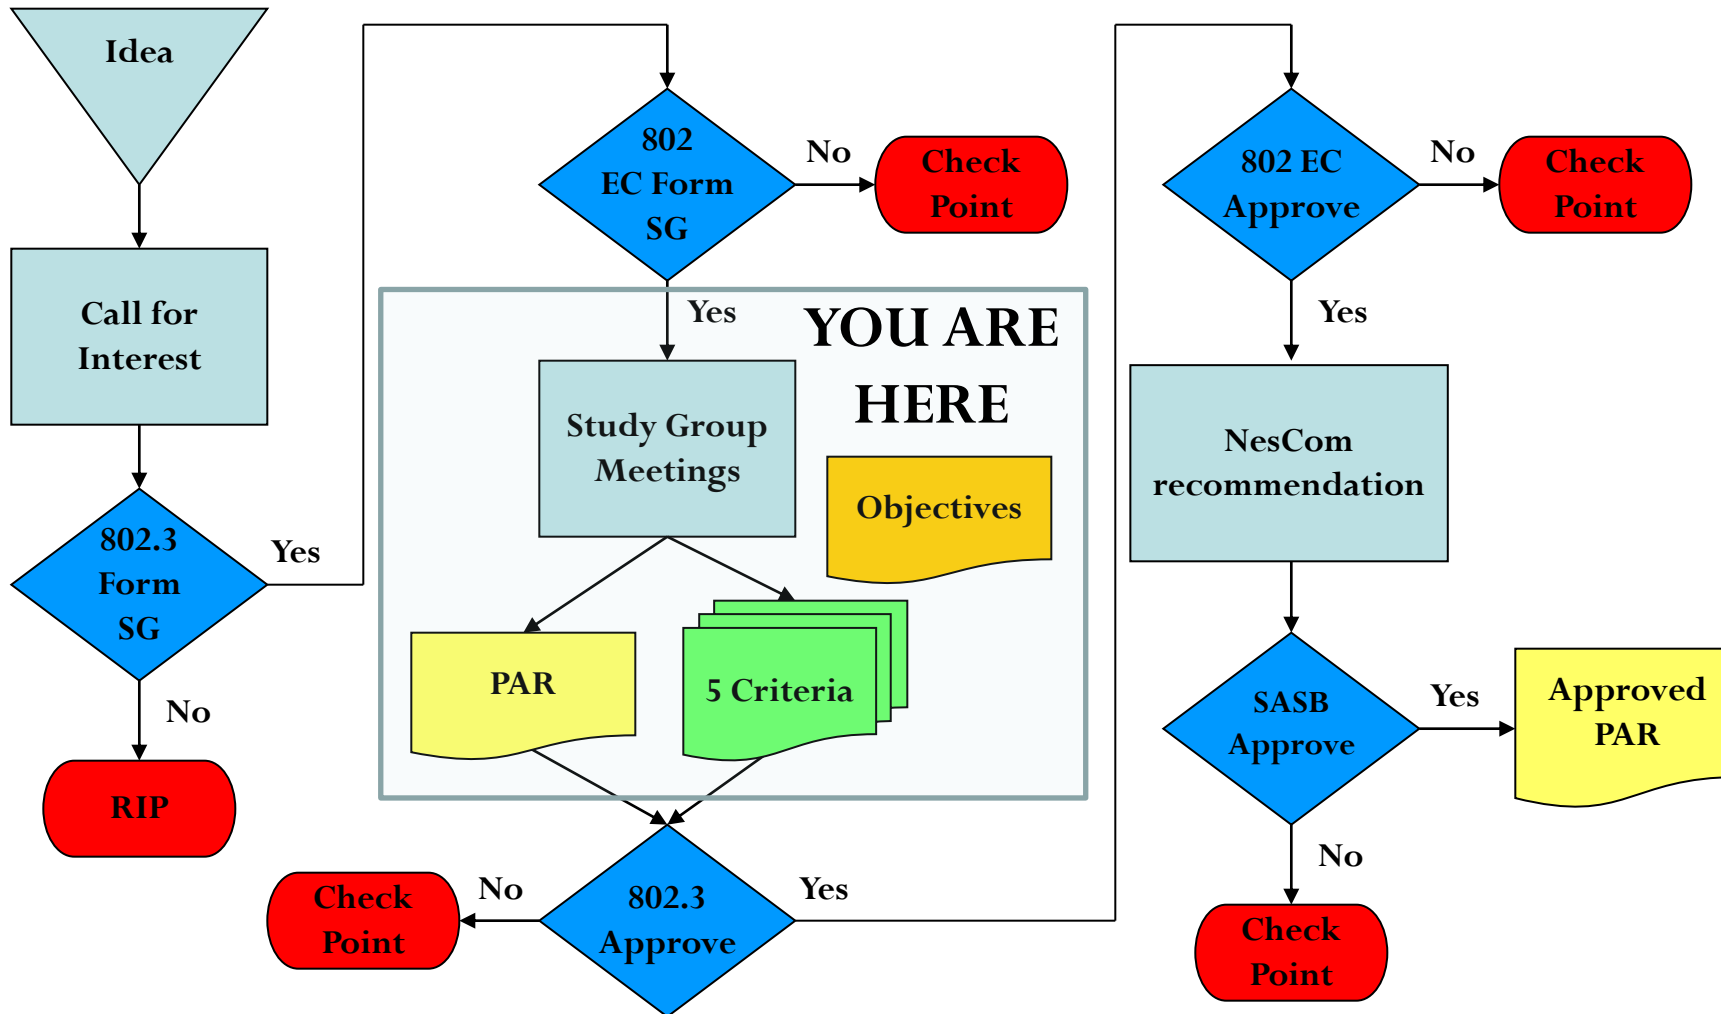 Idea
Call for
Interest
802.3
Form
SG
Yes
No
RIP
802
EC Form
SG
No
Check
Point
Yes
YOU ARE
HERE
Study Group
Meetings
Objectives
PAR
5 Criteria
802.3
Approve
No
Check
Point
Yes
802 EC
Approve
No
Check
Point
Yes
NesCom
recommendation
SASB
Approve
Yes
Approved
PAR
No
Check
Point